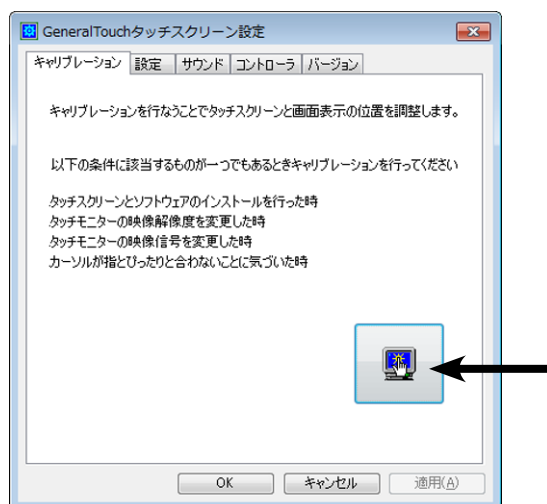 GeneralTouchタッチスクリーン設定
キャリブレーション 設定 サウンド コントローラ バージョン
キャリブレーションを行なうことでタッチスクリーンと画面表示の位置を調整します。
以下の条件に該当するものが一つでもあるときキャリブレーションを行ってください
タッチスクリーンとソフトウェアのインストールを行った時
タッチモニターの映像解像度を変更した時
タッチモニターの映像信号を変更した時
カーソルが指とぴったりと合わないことに気づいた時
OK キャンセル 適用(A)